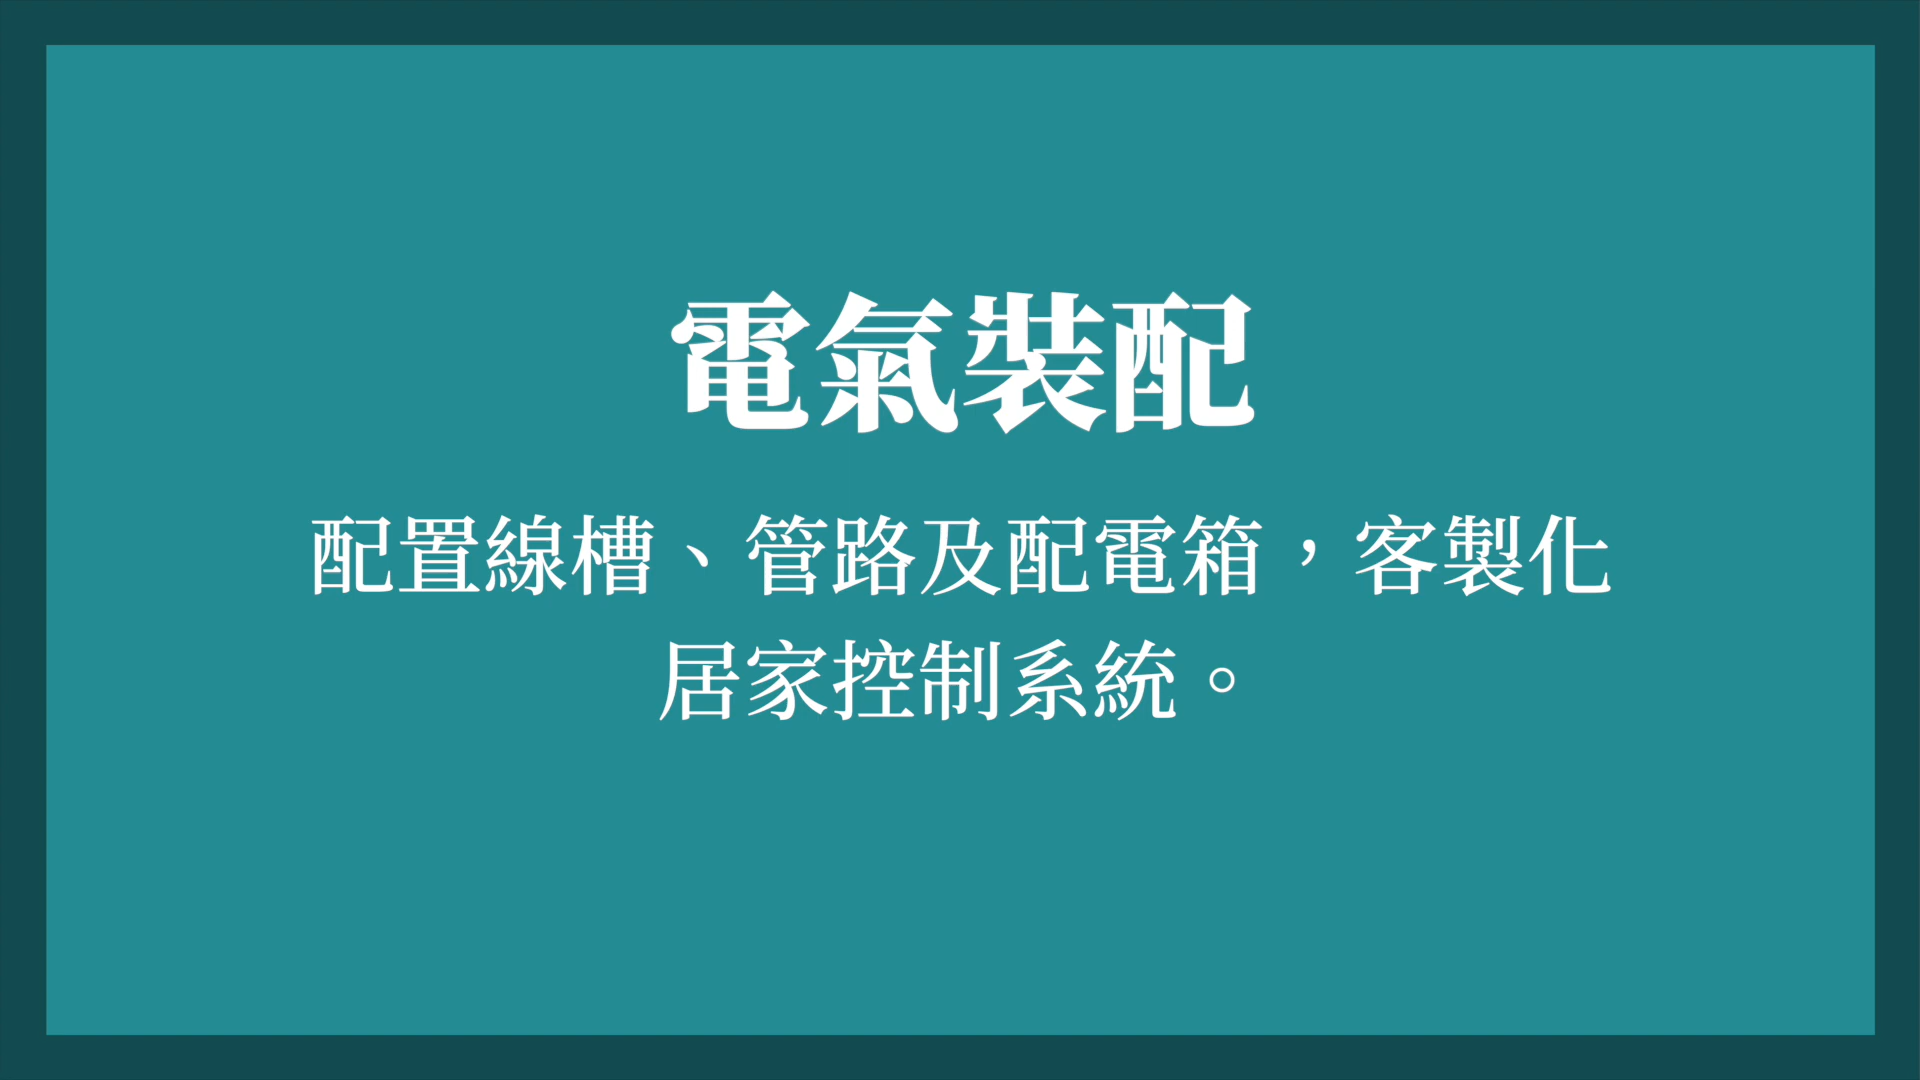 電氣裝配
配置線槽、管路及配電箱，客製化
居家控制系統。